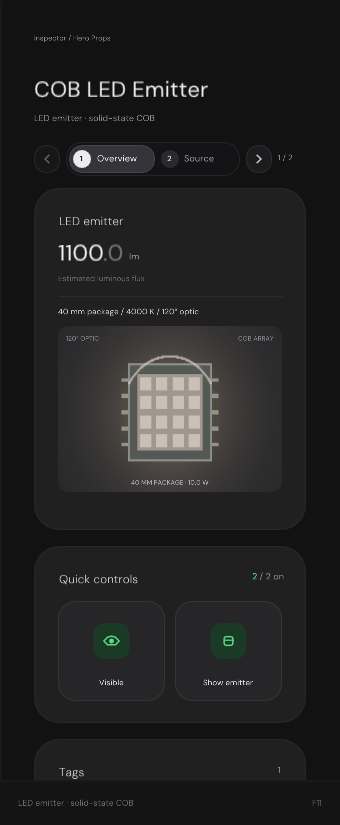 Inspector / Hero Props
COB LED Emitter
LED emitter · solid-state COB
1 Overview 2 Source 1 / 2
LED emitter
1100.0 lm
Estimated luminous flux
40 mm package / 4000 K / 120° optic
120° OPTIC COB ARRAY
40 MM PACKAGE · 10.0 W
Quick controls 2 / 2 on
Visible Show emitter
Tags 1
LED emitter · solid-state COB F11